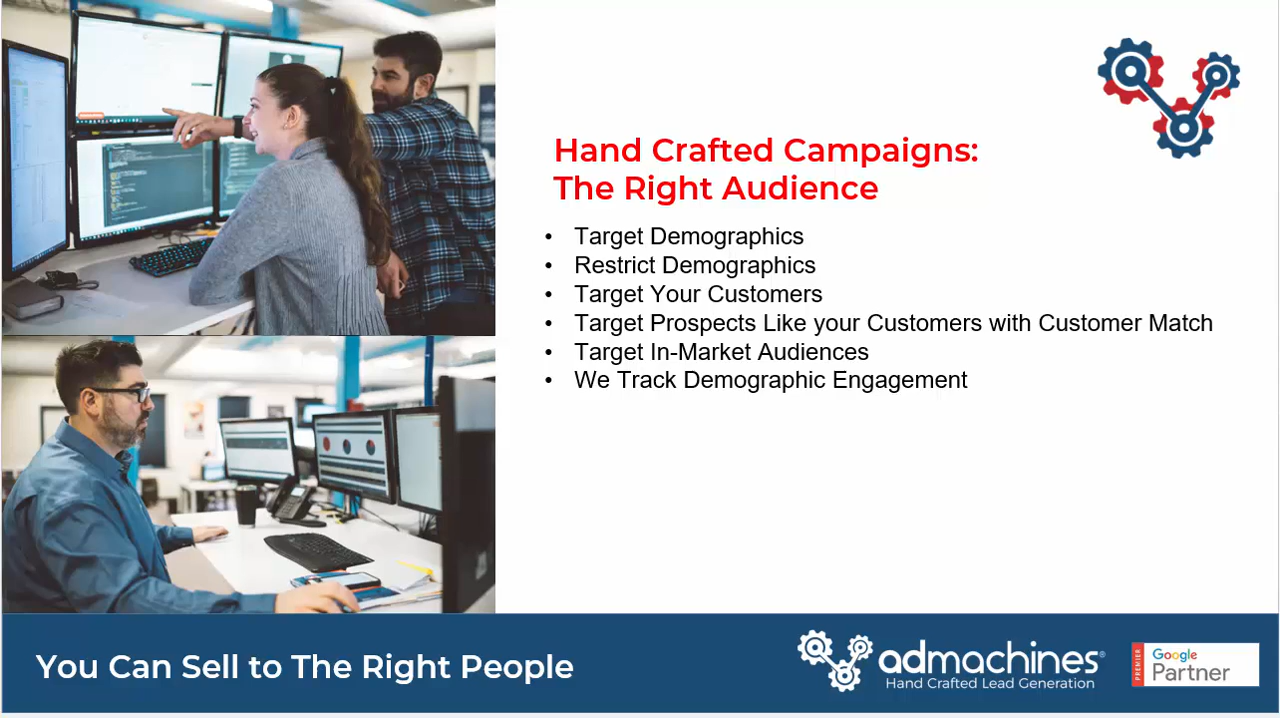 Hand Crafted Campaigns:
The Right Audience
• Target Demographics
• Restrict Demographics
• Target Your Customers
• Target Prospects Like your Customers with Customer Match
• Target In-Market Audiences
• We Track Demographic Engagement
You Can Sell to The Right People
admachines®
Hand Crafted Lead Generation
PREMIER
Google
Partner